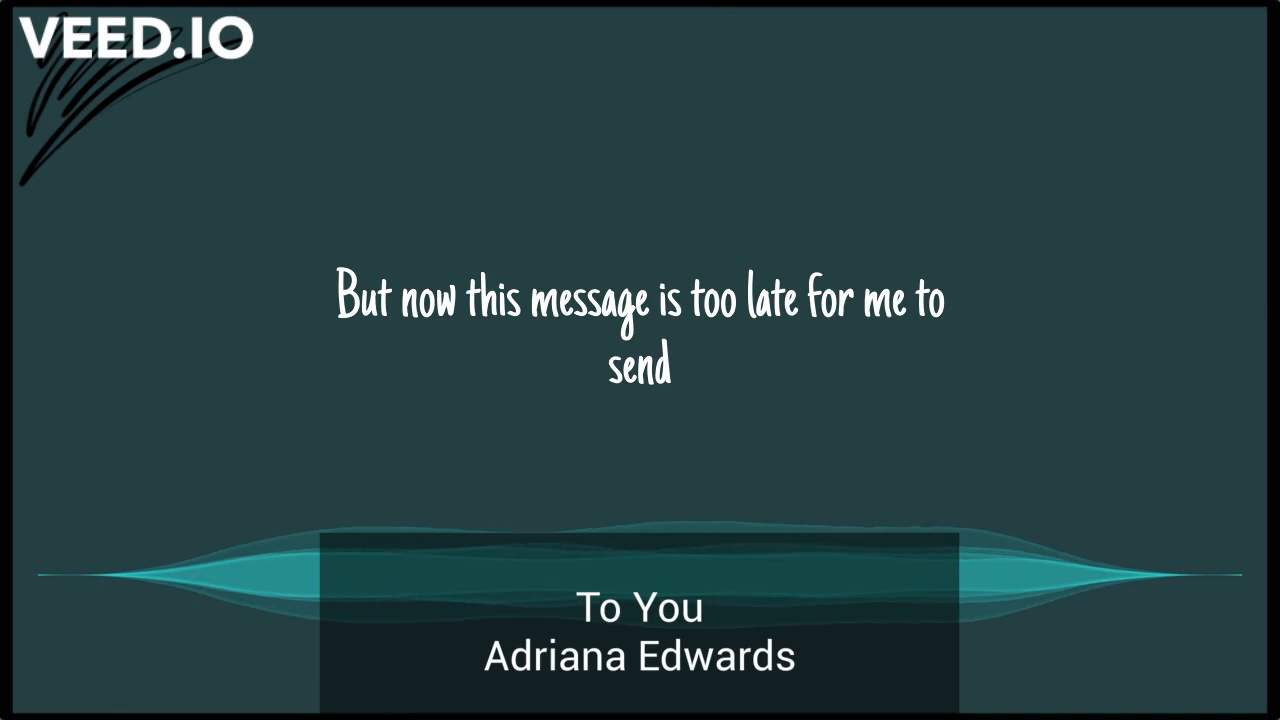 VEED.IO
But now this message is too late for me to
send
To You
Adriana Edwards